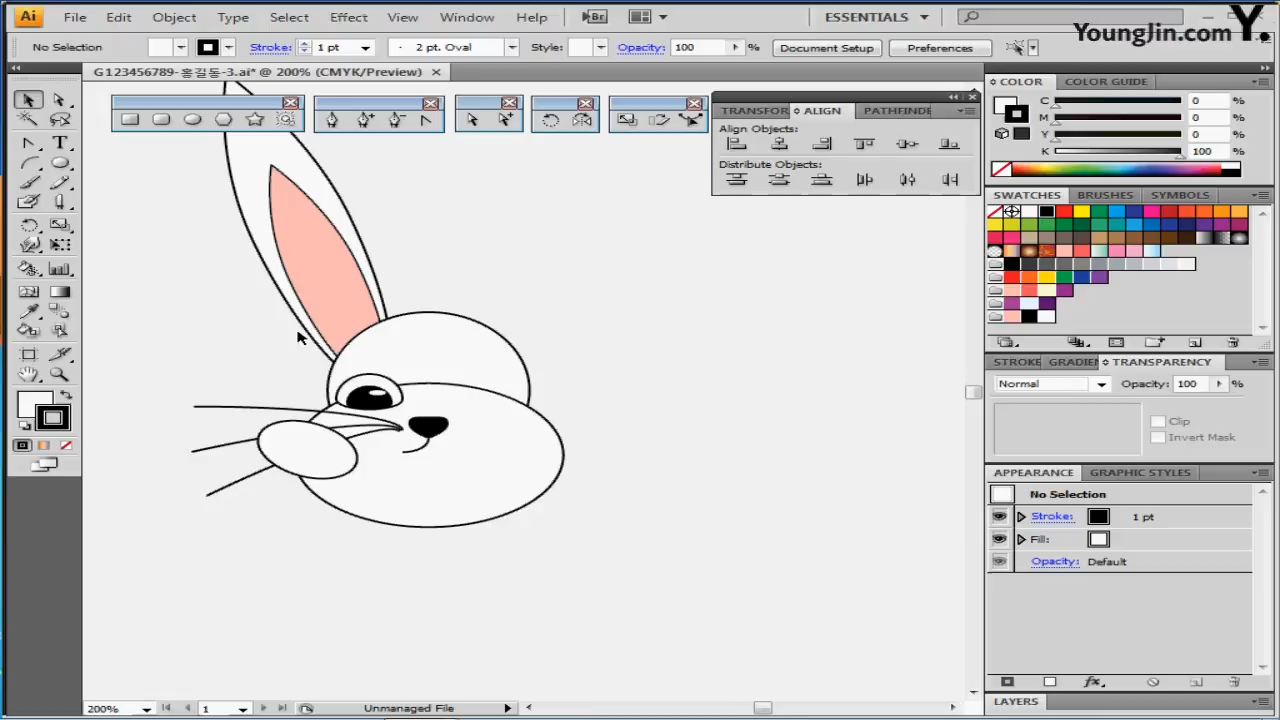 Ai File Edit Object Type Select Effect View Window Help Br ESSENTIALS
YoungJin.com Y.
No Selection Stroke: 1 pt 2 pt. Oval Style: Opacity: 100 % Document Setup Preferences
G123456789-홍길동-3.ai* @ 200% (CMYK/Preview)
TRANSFOR ALIGN PATHFINDE
Align Objects:
Distribute Objects:
COLOR COLOR GUIDE
C 0 %
M 0 %
Y 0 %
K 100 %
SWATCHES BRUSHES SYMBOLS
STROKE GRADIEN TRANSPARENCY
Normal Opacity: 100 %
Clip
Invert Mask
APPEARANCE GRAPHIC STYLES
No Selection
Stroke: 1 pt
Fill:
Opacity: Default
fx
LAYERS
200% 1 Unmanaged File